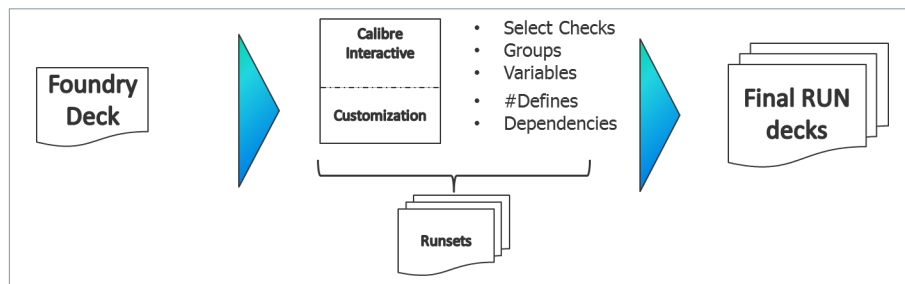 Foundry
Deck
Calibre
Interactive
Customization
• Select Checks
• Groups
• Variables
• #Defines
• Dependencies
Runsets
Final RUN
decks